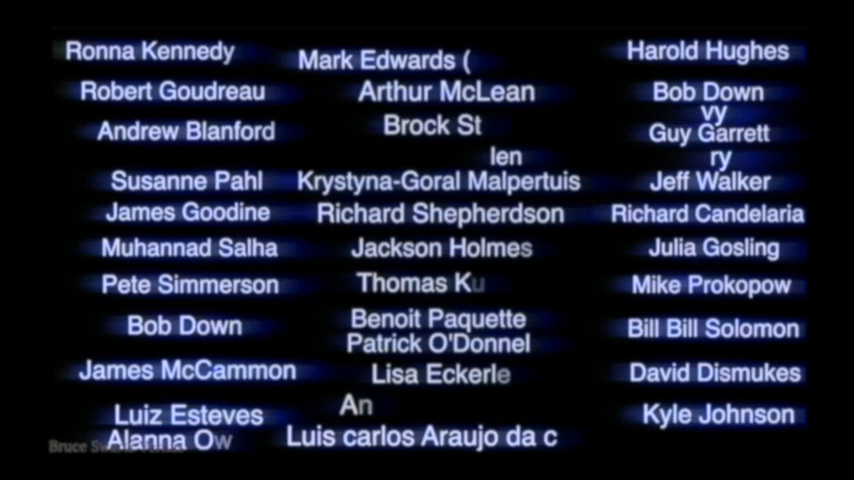 Ronna Kennedy
Robert Goudreau
Andrew Blanford
Susanne Pahl
James Goodine
Muhannad Salha
Pete Simmerson
Bob Down
James McCammon
Luiz Esteves
Alanna Ow
Mark Edwards (
Arthur McLean
Brock St
len
Krystyna-Goral Malpertuis
Richard Shepherdson
Jackson Holmes
Thomas Ku
Benoit Paquette
Patrick O'Donnel
Lisa Eckerle
An
Luis carlos Araujo da c
Harold Hughes
Bob Down
vy
Guy Garrett
ry
Jeff Walker
Richard Candelaria
Julia Gosling
Mike Prokopow
Bill Bill Solomon
David Dismukes
Kyle Johnson
Bruce